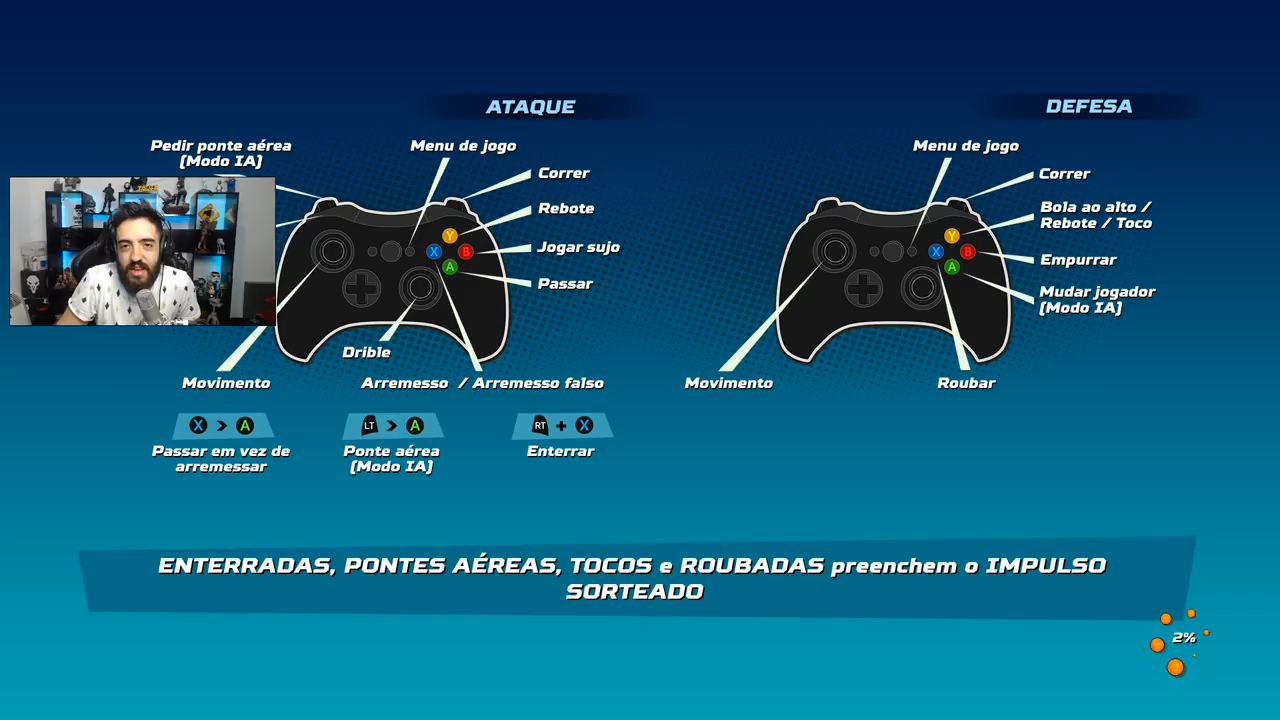 ATAQUE
Pedir ponte aérea
[Modo IA]
Menu de jogo
Correr
Rebote
Jogar sujo
Passar
Y
X
B
A
Drible
Movimento
Arremesso / Arremesso falso
X > A
Passar em vez de
arremessar
LT > A
Ponte aérea
[Modo IA]
RT + X
Enterrar
DEFESA
Menu de jogo
Correr
Bola ao alto /
Rebote / Toco
Empurrar
Mudar jogador
[Modo IA]
Y
X
B
A
Movimento
Roubar
ENTERRADAS, PONTES AÉREAS, TOCOS e ROUBADAS preenchem o IMPULSO
SORTEADO
2%